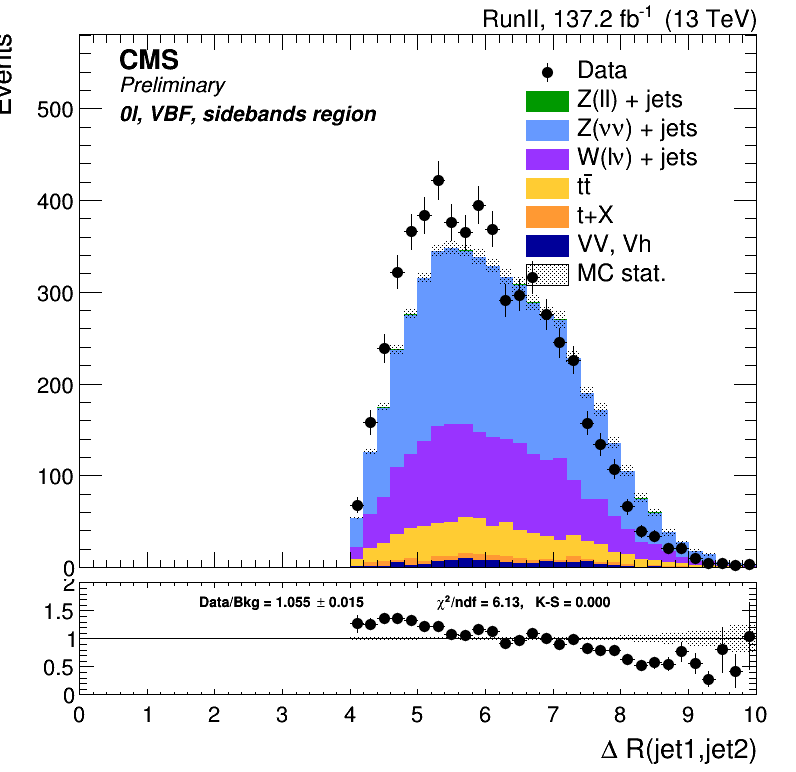 RunII, 137.2 fb-1 (13 TeV)
Events
CMS
Preliminary
0l, VBF, sidebands region
Data
Z(ll) + jets
Z(νν) + jets
W(lν) + jets
tt̄
t+X
VV, Vh
MC stat.
500
400
300
200
100
0
2
1.5
1
0.5
0
Data/Bkg = 1.055 ± 0.015
χ²/ndf = 6.13, K-S = 0.000
0 1 2 3 4 5 6 7 8 9 10
Δ R(jet1,jet2)